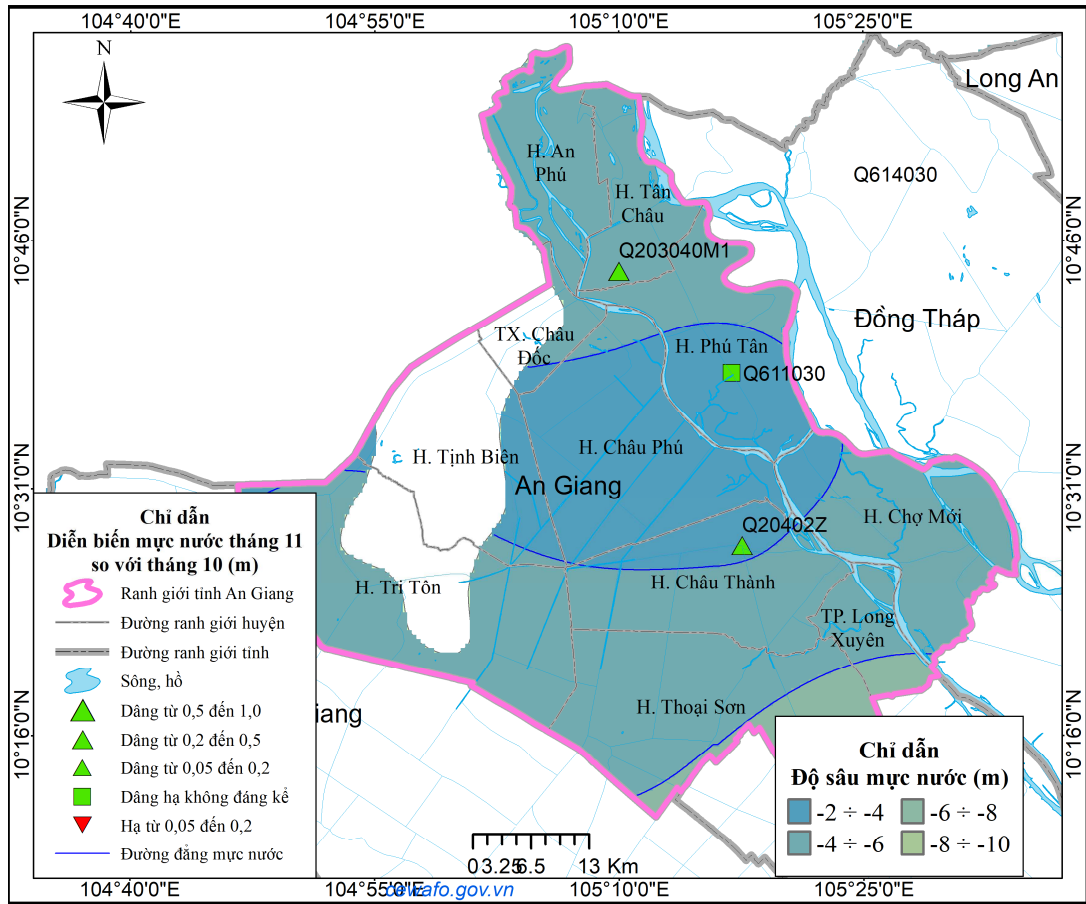 104°40'0"E
104°55'0"E
105°10'0"E
105°25'0"E
N
Long An
H. An
Phú
Q614030
H. Tân
Châu
10°46'0"N
10°46'0"N
Q203040M1
Đồng Tháp
TX. Châu
Đốc
H. Phú Tân
Q611030
H. Châu Phú
H. Tịnh Biên
An Giang
10°31'0"N
10°31'0"N
H. Chợ Mới
Q20402Z
H. Châu Thành
H. Tri Tôn
TP. Long
Xuyên
H. Thoại Sơn
iang
10°16'0"N
10°16'0"N
Chỉ dẫn
Diễn biến mực nước tháng 11
so với tháng 10 (m)
Ranh giới tỉnh An Giang
Đường ranh giới huyện
Đường ranh giới tỉnh
Sông, hồ
Dâng từ 0,5 đến 1,0
Dâng từ 0,2 đến 0,5
Dâng từ 0,05 đến 0,2
Dâng hạ không đáng kể
Hạ từ 0,05 đến 0,2
Đường đẳng mực nước
Chỉ dẫn
Độ sâu mực nước (m)
-2 ÷ -4
-6 ÷ -8
-4 ÷ -6
-8 ÷ -10
0 3.25 6.5 13 Km
104°40'0"E
104°55'0"E
105°10'0"E
105°25'0"E
cewafo.gov.vn